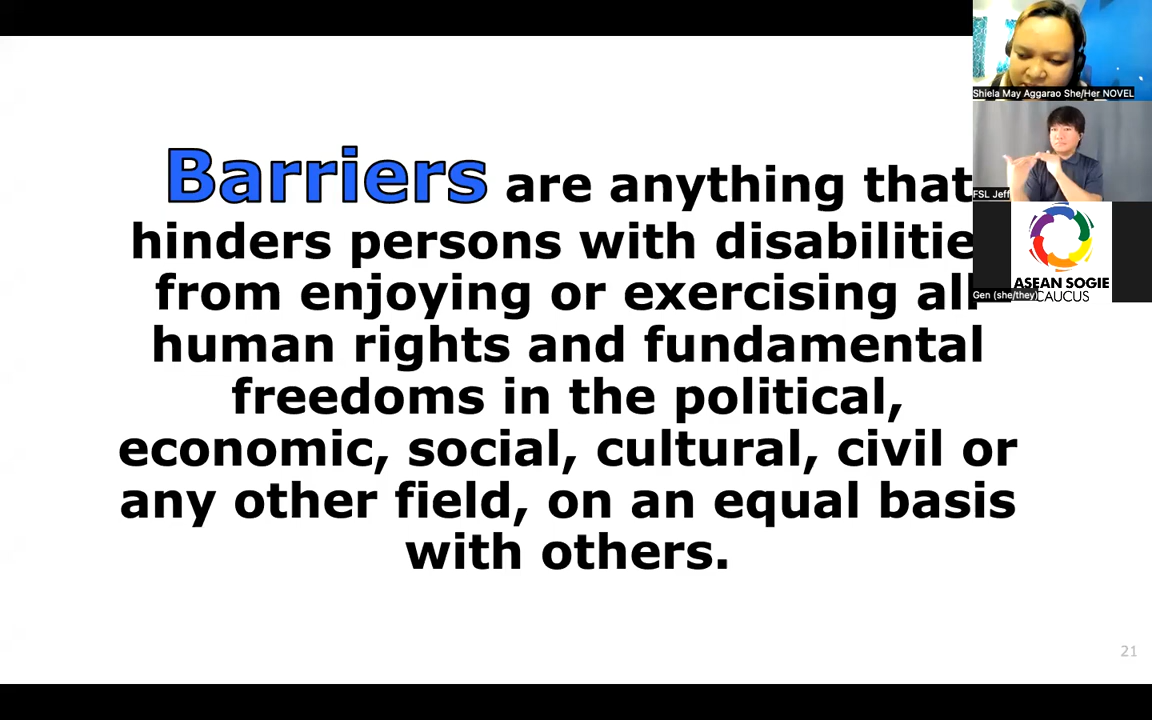 Barriers are anything that
hinders persons with disabilitie
from enjoying or exercising all
human rights and fundamental
freedoms in the political,
economic, social, cultural, civil or
any other field, on an equal basis
with others.
21
Shiela May Aggarao She/Her NOVEL
FSL Jeff
ASEAN SOGIE
CAUCUS
Gen (she/they)